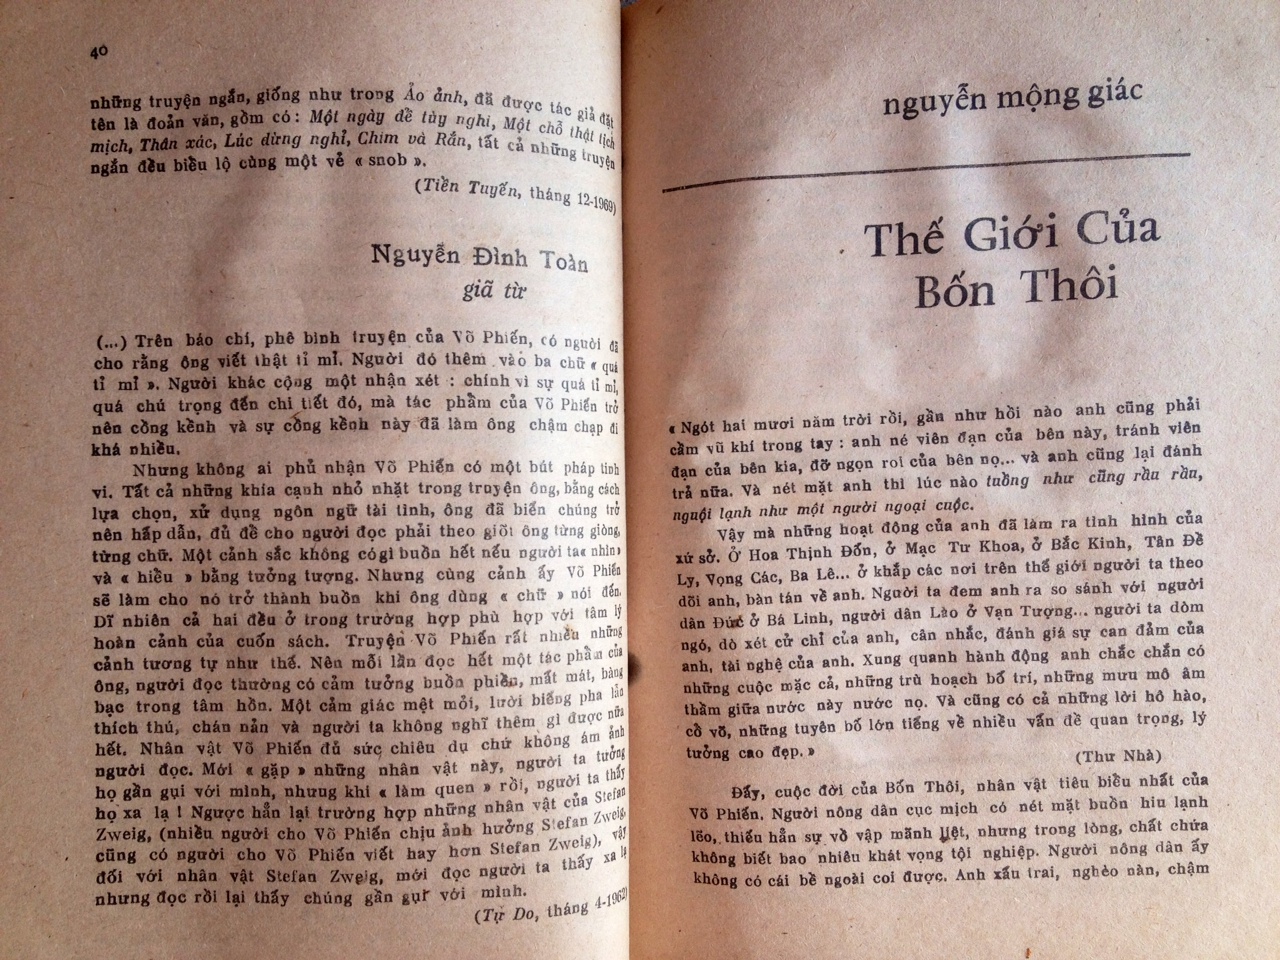 40
những truyện ngắn, giống như trong Ảo ảnh, đã được tác giả đặt
tên là đoản văn, gồm có : Một ngày để tùy nghi, Một chỗ thật tịch
mịch, Thân xác, Lúc dừng nghỉ, Chim và Rắn, tất cả những truyện
ngắn đều biểu lộ cùng một vẻ « snob ».
(Tiền Tuyến, tháng 12-1969)
Nguyễn Đình Toàn
giã từ
(...) Trên báo chí, phê bình truyện của Võ Phiến, có người đã
cho rằng ông viết thật tỉ mỉ. Người đó thêm vào ba chữ « quá
tỉ mỉ ». Người khác cộng một nhận xét : chính vì sự quá tỉ mỉ,
quá chú trọng đến chi tiết đó, mà tác phẩm của Võ Phiến trở
nên cồng kềnh và sự cồng kềnh này đã làm ông chậm chạp đi
khá nhiều.
Nhưng không ai phủ nhận Võ Phiến có một bút pháp tinh
vi. Tất cả những khía cạnh nhỏ nhặt trong truyện ông, bằng cách
lựa chọn, xử dụng ngôn ngữ tài tình, ông đã biến chúng trở
nên hấp dẫn, đủ để cho người đọc phải theo giõi ông từng giòng,
từng chữ. Một cảnh sắc không có gì buồn hết nếu người ta « nhìn »
và « hiểu » bằng tưởng tượng. Nhưng cùng cảnh ấy Võ Phiến
sẽ làm cho nó trở thành buồn khi ông dùng « chữ » nói đến.
Dĩ nhiên cả hai đều ở trong trường hợp phù hợp với tâm lý
hoàn cảnh của cuốn sách. Truyện Võ Phiến rất nhiều những
cảnh tương tự như thế. Nên mỗi lần đọc hết một tác phẩm của
ông, người đọc thường có cảm tưởng buồn phiền, mất mát, bàng
bạc trong tâm hồn. Một cảm giác mệt mỏi, lười biếng pha lẫn
thích thú, chán nản và người ta không nghĩ thêm gì được nữa
hết. Nhân vật Võ Phiến đủ sức chiêu dụ chứ không ám ảnh
người đọc. Mới « gặp » những nhân vật này, người ta tưởng
họ gần gụi với mình, nhưng khi « làm quen » rồi, người ta thấy
họ xa lạ ! Ngược hẳn lại trường hợp những nhân vật của Stefan
Zweig, (nhiều người cho Võ Phiến chịu ảnh hưởng Stefan Zweig,
cũng có người cho Võ Phiến viết hay hơn Stefan Zweig), vậy
đối với nhân vật Stefan Zweig, mới đọc người ta thấy xa lạ
nhưng đọc rồi lại thấy chúng gần gụi với mình.
(Tự Do, tháng 4-1962)
nguyễn mộng giác
Thế Giới Của
Bốn Thôi
« Ngót hai mươi năm trời rồi, gần như hồi nào anh cũng phải
cầm vũ khí trong tay : anh né viên đạn của bên này, tránh viên
đạn của bên kia, đỡ ngọn roi của bên nọ... và anh cũng lại đánh
trả nữa. Và nét mặt anh thì lúc nào tuồng như cũng rầu rầu,
nguội lạnh như một người ngoại cuộc.
Vậy mà những hoạt động của anh đã làm ra tình hình của
xứ sở. Ở Hoa Thịnh Đốn, ở Mạc Tư Khoa, ở Bắc Kinh, Tân Đề
Ly, Vọng Các, Ba Lê... ở khắp các nơi trên thế giới người ta theo
dõi anh, bàn tán về anh. Người ta đem anh ra so sánh với người
dân Đức ở Bá Linh, người dân Lào ở Vạn Tượng... người ta dòm
ngó, dò xét cử chỉ của anh, cân nhắc, đánh giá sự can đảm của
anh, tài nghệ của anh. Xung quanh hành động anh chắc chắn có
những cuộc mặc cả, những trù hoạch bố trí, những mưu mô âm
thầm giữa nước này nước nọ. Và cũng có cả những lời hô hào,
cổ võ, những tuyên bố lớn tiếng về nhiều vấn đề quan trọng, lý
tưởng cao đẹp. »
(Thư Nhà)
Đấy, cuộc đời của Bốn Thôi, nhân vật tiêu biểu nhất của
Võ Phiến. Người nông dân cục mịch có nét mặt buồn hiu lạnh
lẽo, thiếu hẳn sự vồ vập mãnh liệt, nhưng trong lòng, chất chứa
không biết bao nhiêu khát vọng tội nghiệp. Người nông dân ấy
không có cái bề ngoài coi được. Anh xấu trai, nghèo nàn, chậm